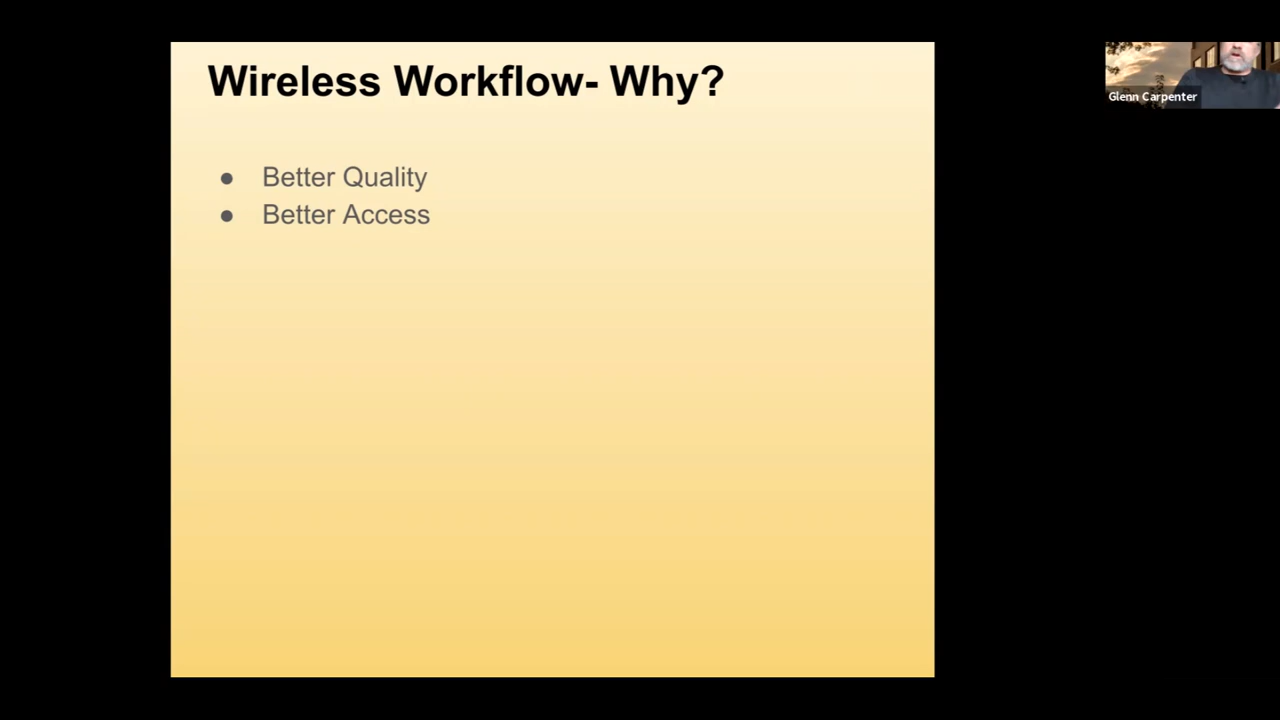 Wireless Workflow- Why?
● Better Quality
● Better Access
Glenn Carpenter